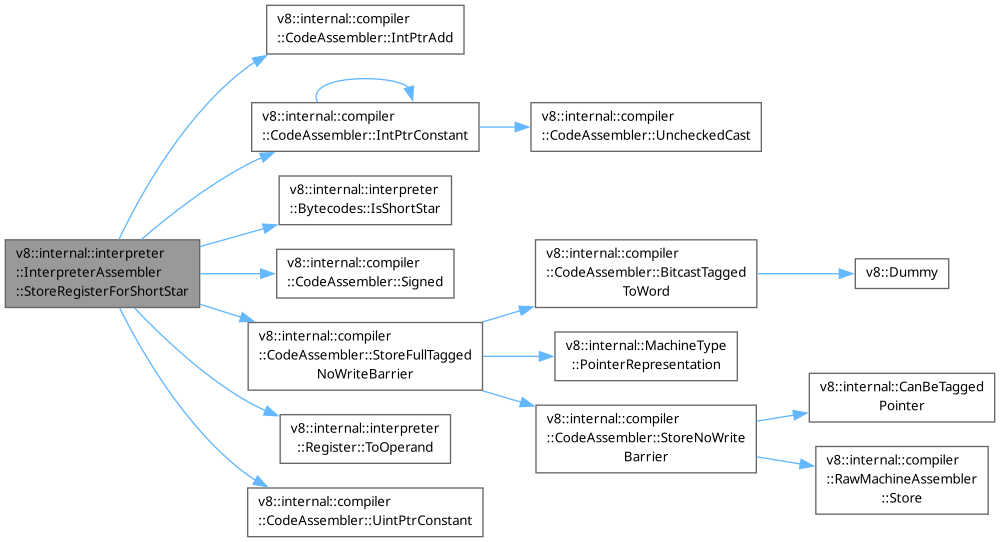 v8::internal::interpreter
::InterpreterAssembler
::StoreRegisterForShortStar
v8::internal::compiler
::CodeAssembler::IntPtrAdd
v8::internal::compiler
::CodeAssembler::IntPtrConstant
v8::internal::compiler
::CodeAssembler::UncheckedCast
v8::internal::interpreter
::Bytecodes::IsShortStar
v8::internal::compiler
::CodeAssembler::Signed
v8::internal::compiler
::CodeAssembler::StoreFullTagged
NoWriteBarrier
v8::internal::compiler
::CodeAssembler::BitcastTagged
ToWord
v8::Dummy
v8::internal::MachineType
::PointerRepresentation
v8::internal::compiler
::CodeAssembler::StoreNoWrite
Barrier
v8::internal::CanBeTagged
Pointer
v8::internal::compiler
::RawMachineAssembler
::Store
v8::internal::interpreter
::Register::ToOperand
v8::internal::compiler
::CodeAssembler::UintPtrConstant